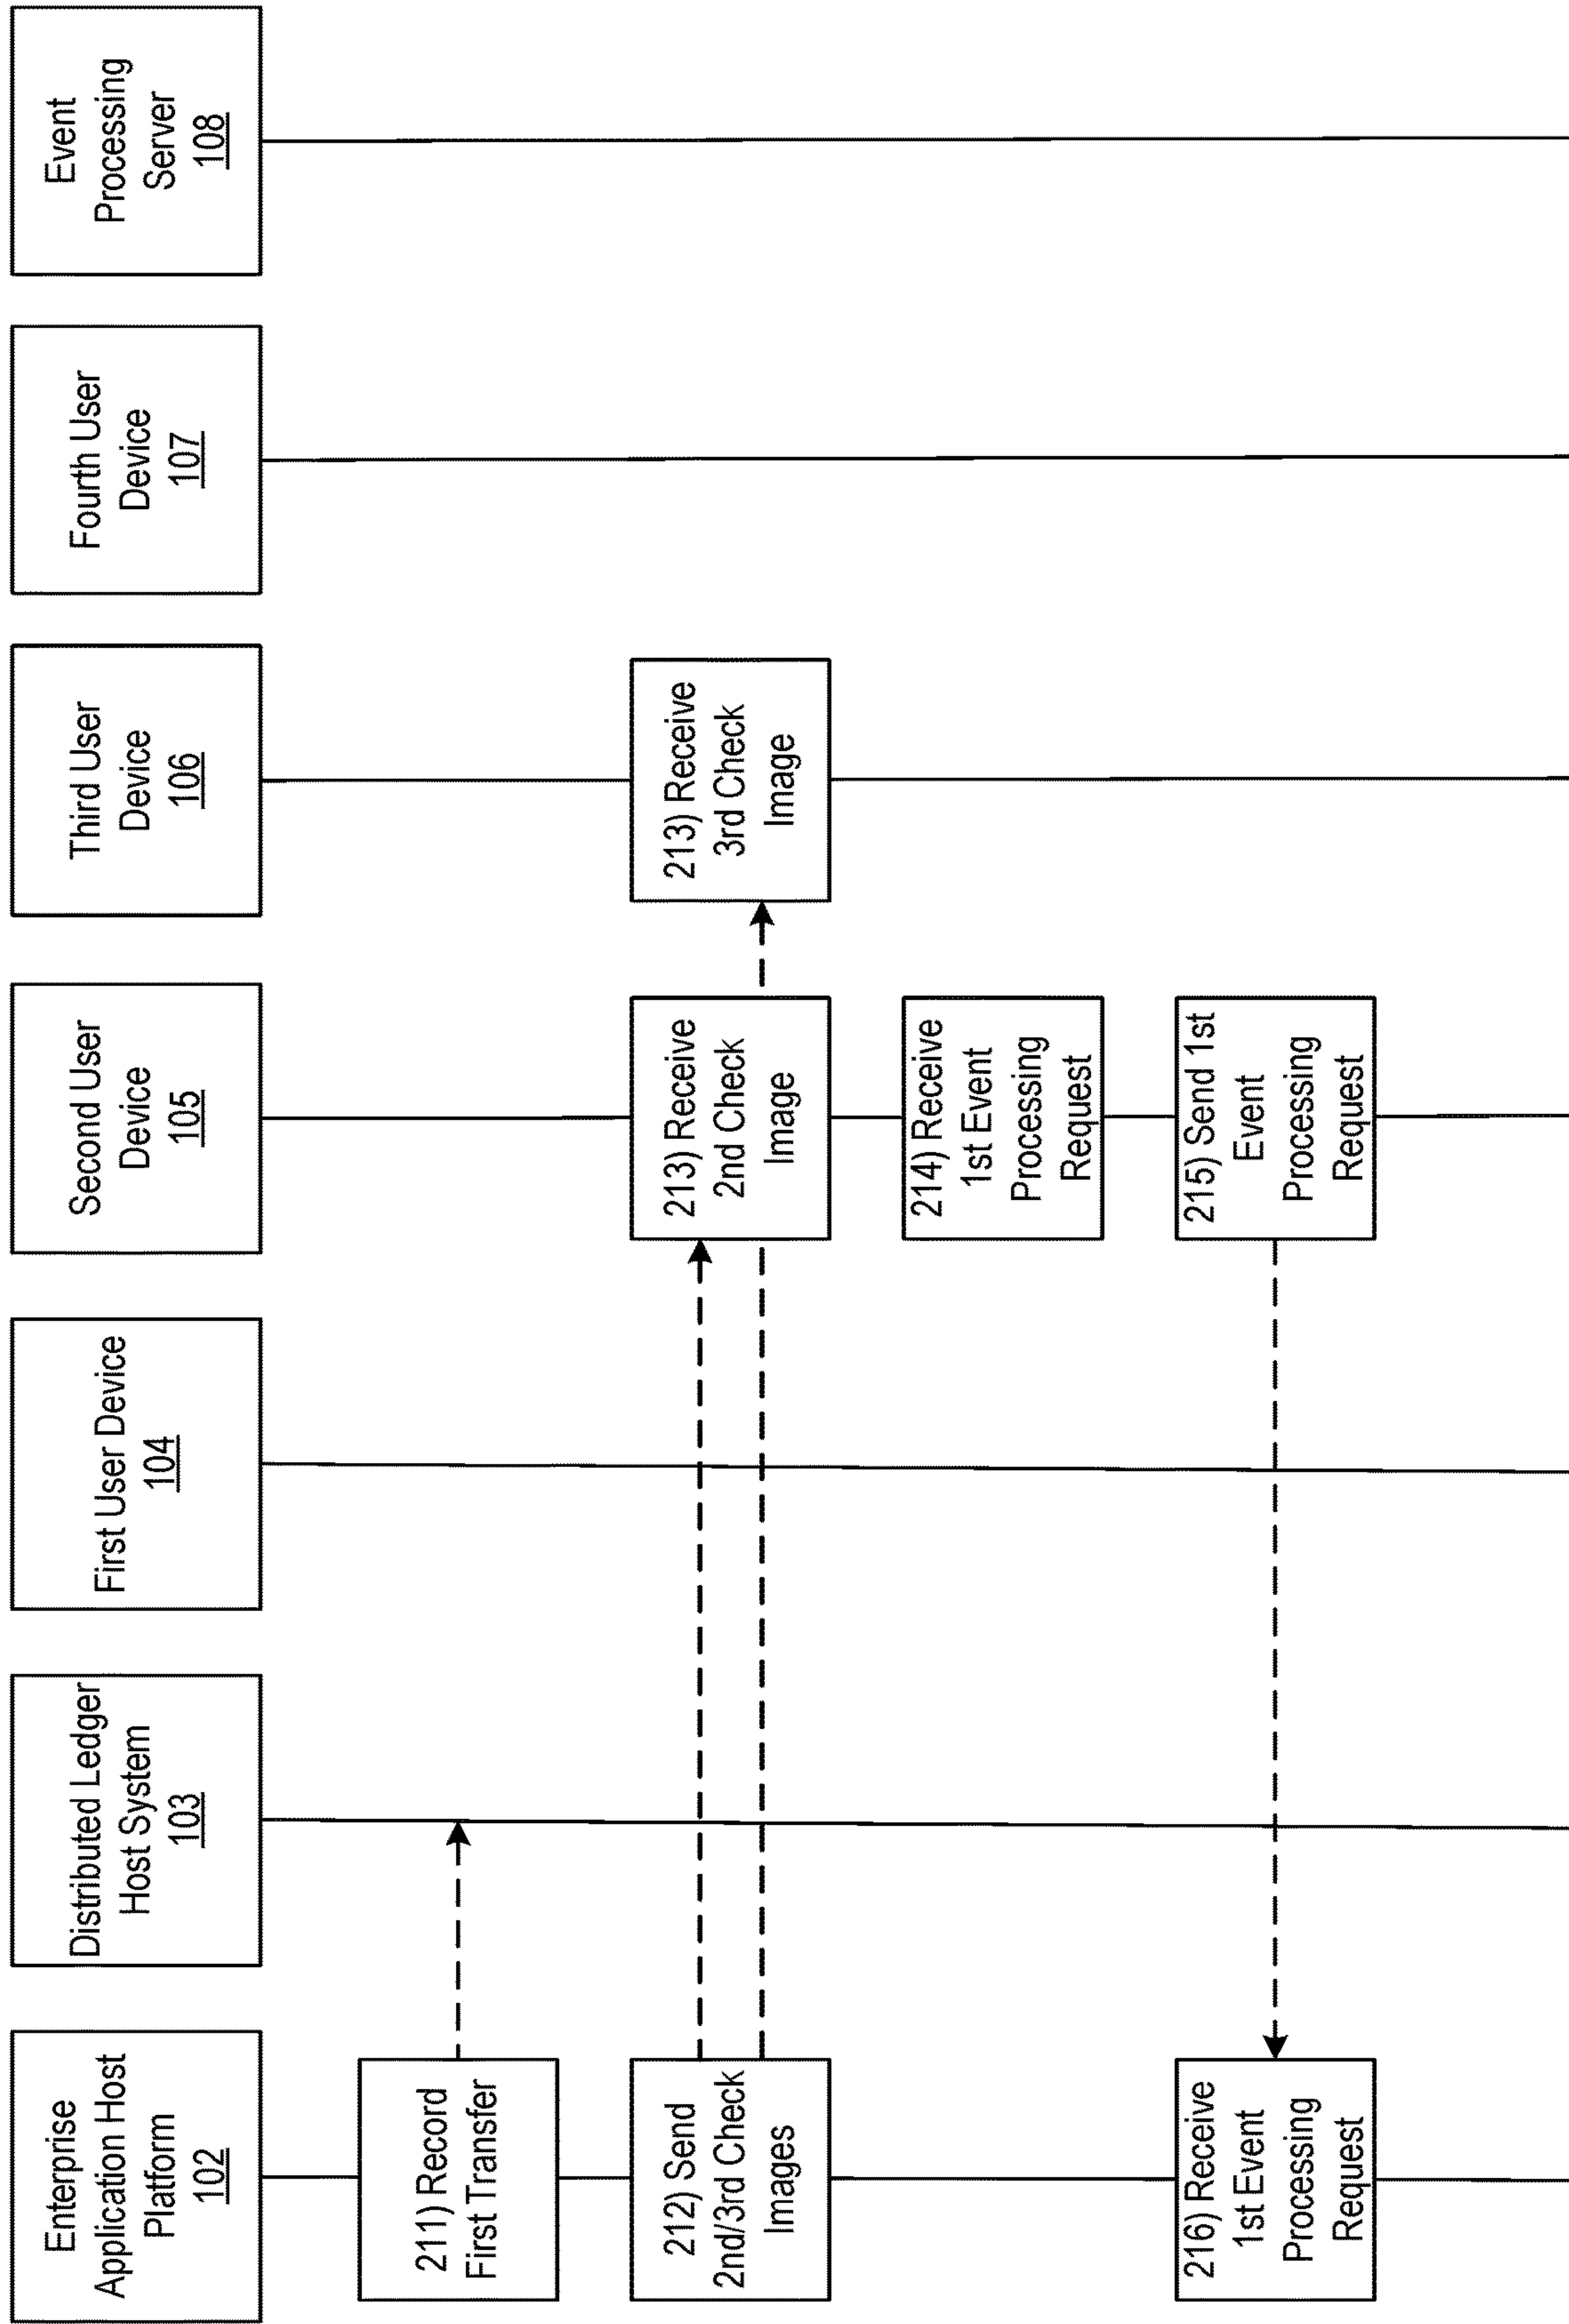 Enterprise
Application Host
Platform
102
Distributed Ledger
Host System
103
First User Device
104
Second User
Device
105
Third User
Device
106
Fourth User
Device
107
Event
Processing
Server
108
211) Record
First Transfer
212) Send
2nd/3rd Check
Images
213) Receive
2nd Check
Image
213) Receive
3rd Check
Image
214) Receive
1st Event
Processing
Request
215) Send 1st
Event
Processing
Request
216) Receive
1st Event
Processing
Request